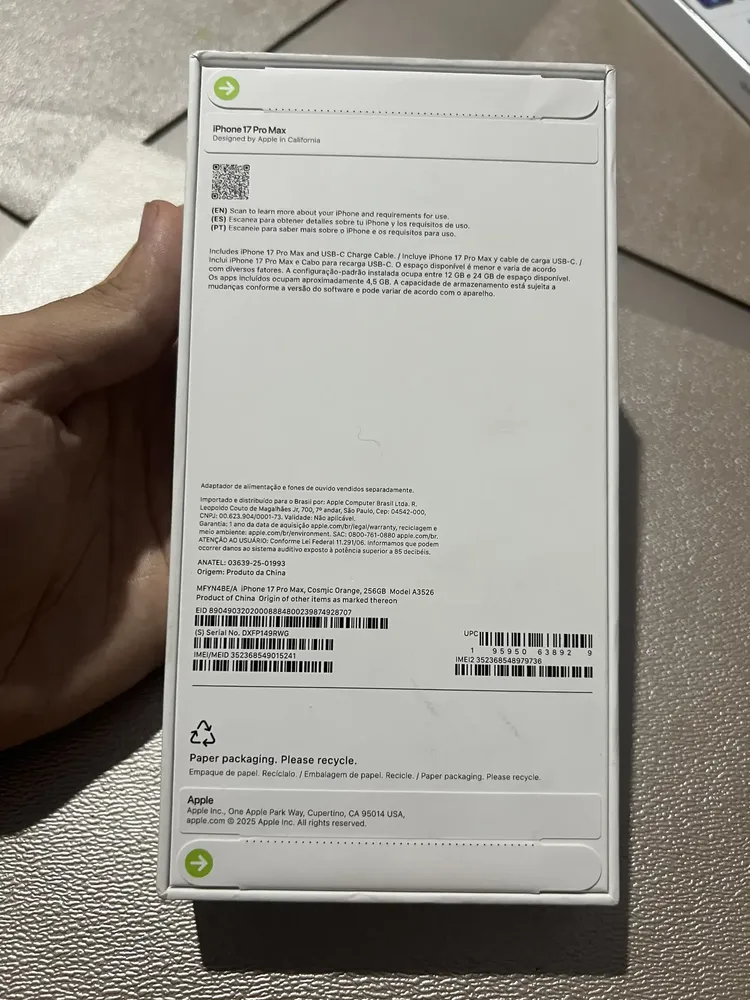 iPhone 17 Pro Max
Designed by Apple in California
(EN) Scan to learn more about your iPhone and requirements for use.
(ES) Escanea para obtener detalles sobre tu iPhone y los requisitos de uso.
(PT) Escaneie para saber mais sobre o iPhone e os requisitos para uso.
Includes iPhone 17 Pro Max and USB-C Charge Cable. / Incluye iPhone 17 Pro Max y cable de carga USB-C. /
Inclui iPhone 17 Pro Max e Cabo para recarga USB-C. O espaço disponível é menor e varia de acordo
com diversos fatores. A configuração-padrão instalada ocupa entre 12 GB e 24 GB de espaço disponível.
Os apps incluídos ocupam aproximadamente 4,5 GB. A capacidade de armazenamento está sujeita a
mudanças conforme a versão do software e pode variar de acordo com o aparelho.
Adaptador de alimentação e fones de ouvido vendidos separadamente.
Importado e distribuído para o Brasil por: Apple Computer Brasil Ltda. R.
Leopoldo Couto de Magalhães Jr, 700, 7º andar, São Paulo, Cep: 04542-000,
CNPJ: 00.623.904/0001-73. Validade: Não aplicável.
Garantia: 1 ano da data de aquisição apple.com/br/legal/warranty, reciclagem e
meio ambiente: apple.com/br/environment. SAC: 0800-761-0880 apple.com/br.
ATENÇÃO AO USUÁRIO: Conforme Lei Federal 11.291/06. Informamos que podem
ocorrer danos ao sistema auditivo exposto à potência superior a 85 decibéis.
ANATEL: 03639-25-01993
Origem: Produto da China
MFYN4BE/A iPhone 17 Pro Max, Cosmic Orange, 256GB Model A3526
Product of China Origin of other items as marked thereon
EID 89049032020008884800239874928707
(S) Serial No. DXFP149RWG
UPC
1 95950 63892 9
IMEI/MEID 352368549015241
IMEI2 352368548979736
Paper packaging. Please recycle.
Empaque de papel. Recíclalo. / Embalagem de papel. Recicle. / Paper packaging. Please recycle.
Apple
Apple Inc., One Apple Park Way, Cupertino, CA 95014 USA,
apple.com © 2025 Apple Inc. All rights reserved.